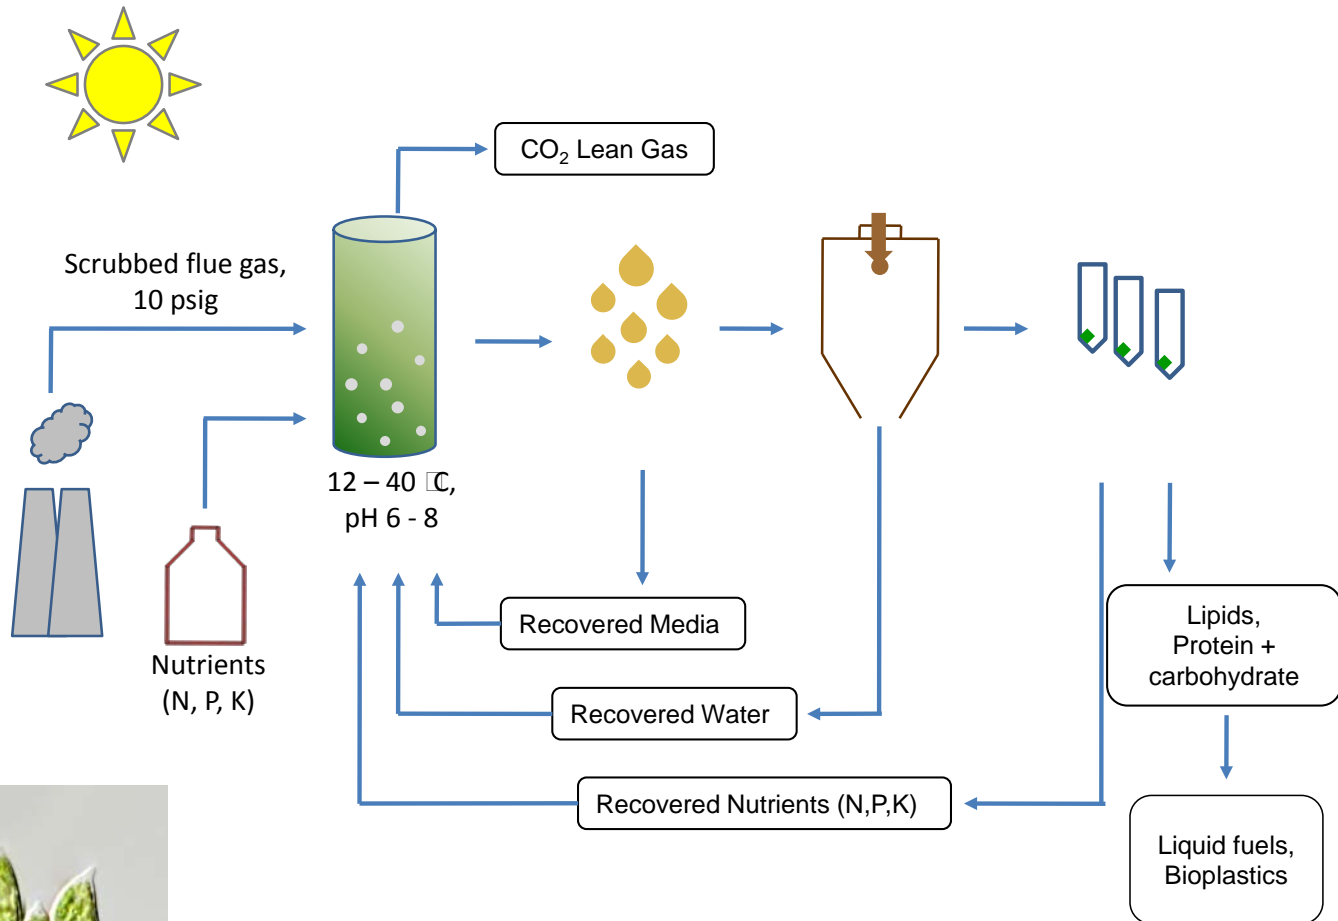 CO₂ Lean Gas
Scrubbed flue gas,
10 psig
12 – 40 C,
pH 6 - 8
Nutrients
(N, P, K)
Recovered Media
Recovered Water
Recovered Nutrients (N,P,K)
Lipids,
Protein +
carbohydrate
Liquid fuels,
Bioplastics